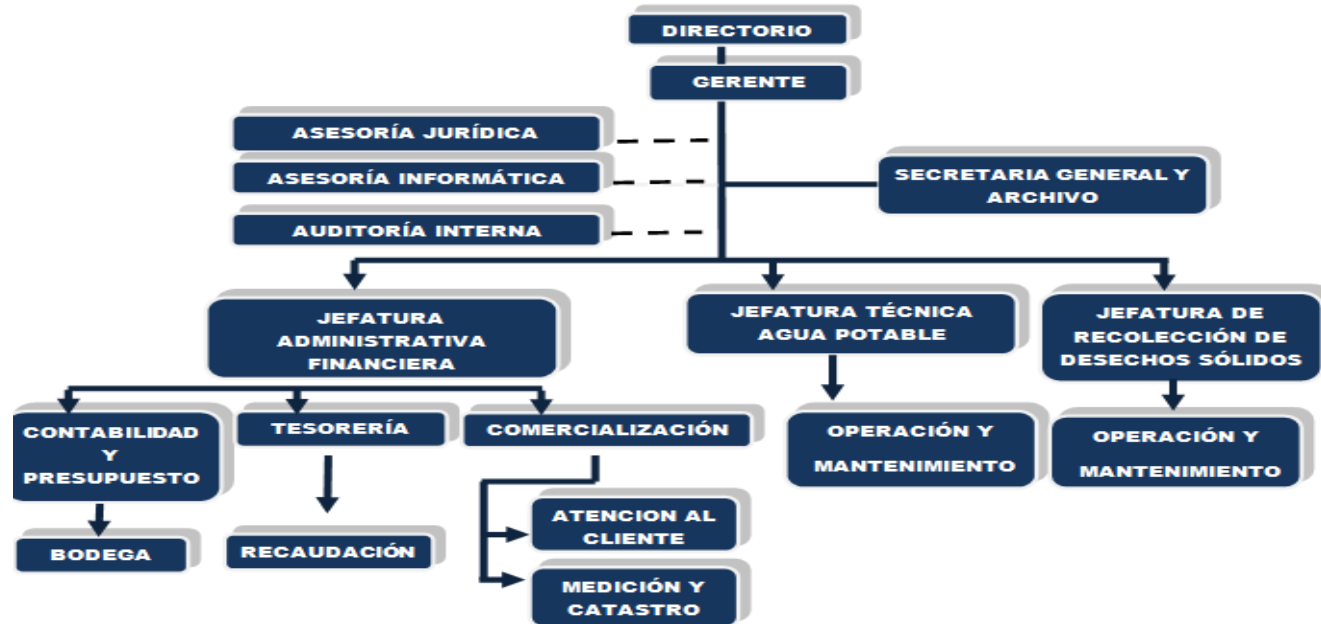 DIRECTORIO
GERENTE
ASESORÍA JURÍDICA
ASESORÍA INFORMÁTICA
AUDITORÍA INTERNA
SECRETARIA GENERAL Y
ARCHIVO
JEFATURA
ADMINISTRATIVA
FINANCIERA
JEFATURA TÉCNICA
AGUA POTABLE
JEFATURA DE
RECOLECCIÓN DE
DESECHOS SÓLIDOS
CONTABILIDAD
Y
PRESUPUESTO
TESORERÍA
COMERCIALIZACIÓN
OPERACIÓN Y
MANTENIMIENTO
OPERACIÓN Y
MANTENIMIENTO
BODEGA
RECAUDACIÓN
ATENCION AL
CLIENTE
MEDICIÓN Y
CATASTRO